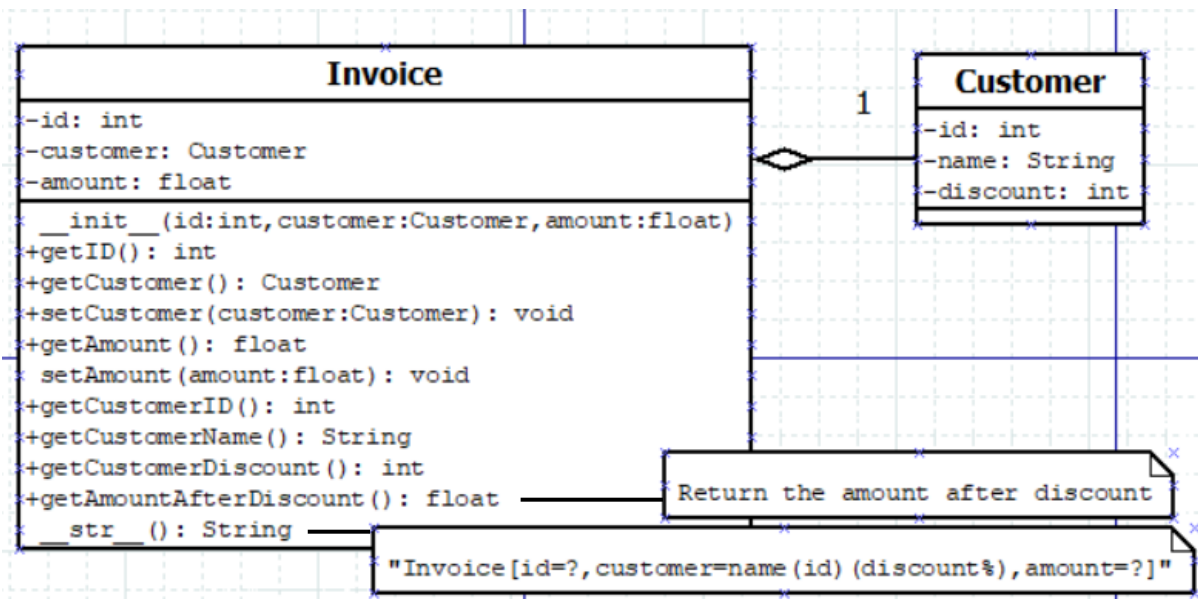 Invoice
-id: int
-customer: Customer
-amount: float
__init__(id:int,customer:Customer,amount:float)
+getID(): int
+getCustomer(): Customer
+setCustomer(customer:Customer): void
+getAmount(): float
setAmount(amount:float): void
+getCustomerID(): int
+getCustomerName(): String
+getCustomerDiscount(): int
+getAmountAfterDiscount(): float
__str__(): String
1
Customer
-id: int
-name: String
-discount: int
Return the amount after discount
"Invoice[id=?,customer=name(id)(discount%),amount=?]"